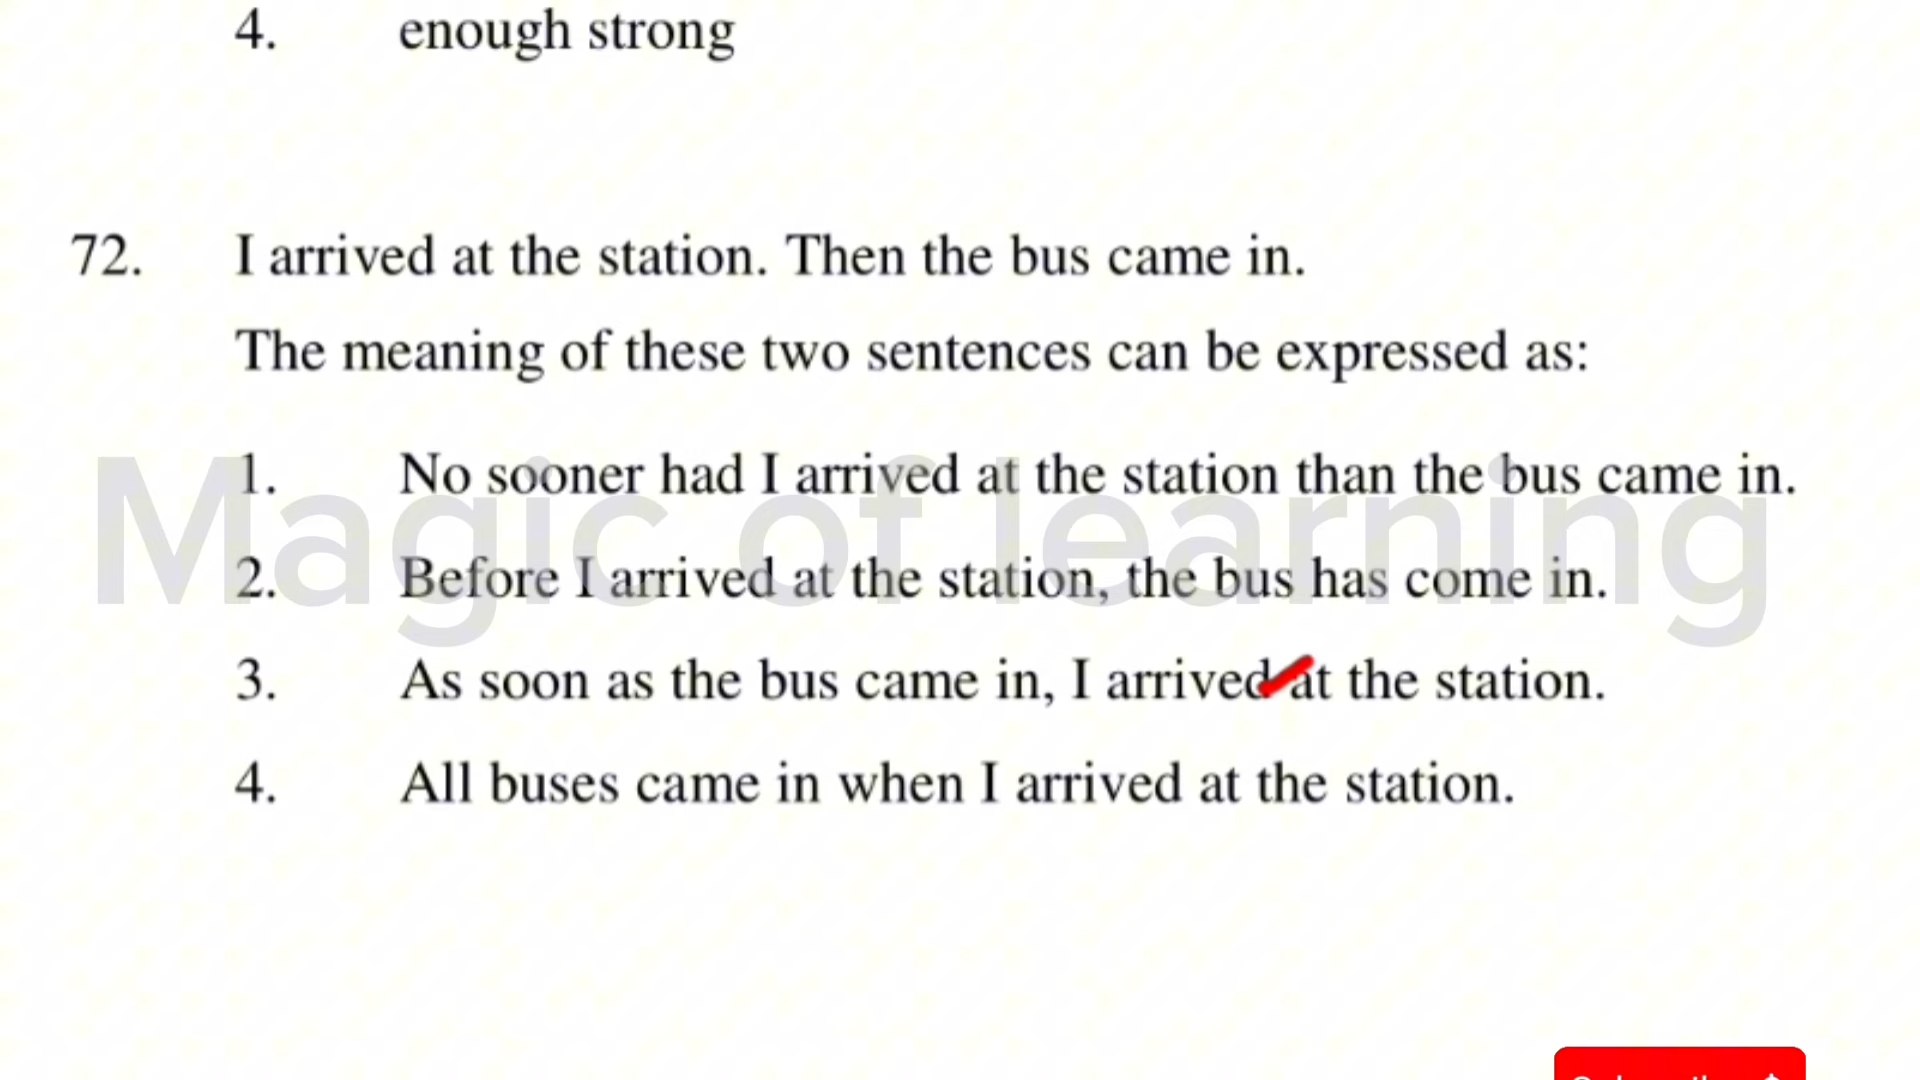 4. enough strong
72. I arrived at the station. Then the bus came in.
The meaning of these two sentences can be expressed as:
1. No sooner had I arrived at the station than the bus came in.
Magic of learning
2. Before I arrived at the station, the bus has come in.
3. As soon as the bus came in, I arrived at the station.
4. All buses came in when I arrived at the station.